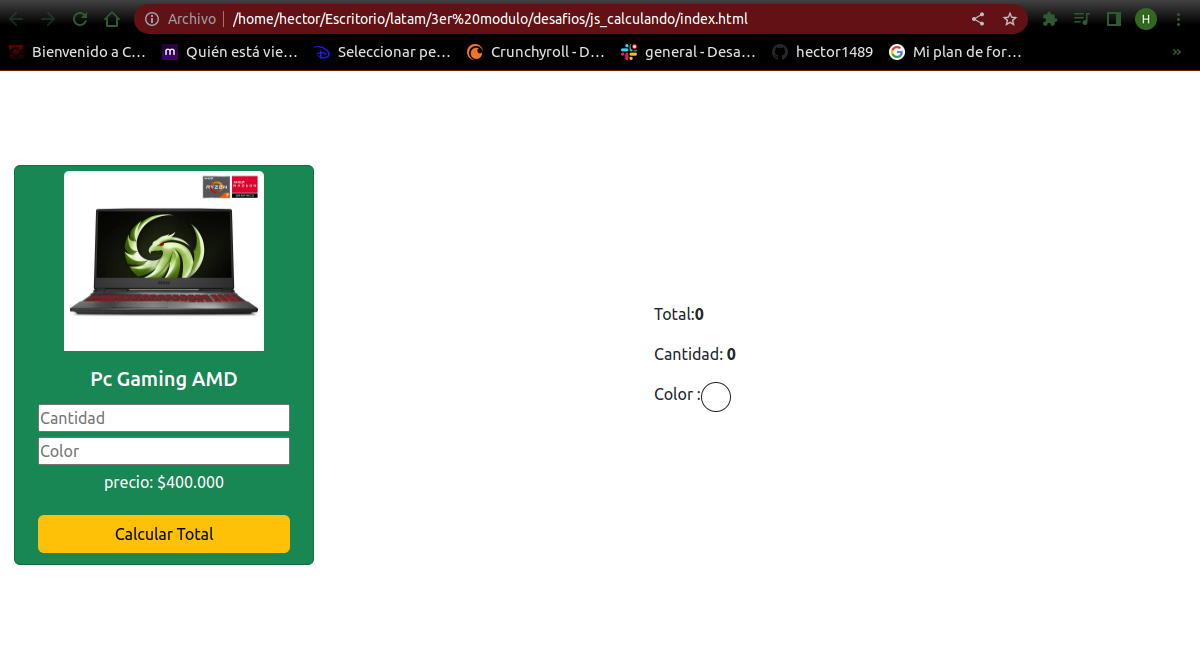 Archivo /home/hector/Escritorio/latam/3er%20modulo/desafios/js_calculando/index.html H
Bienvenido a C… m Quién está vie… Seleccionar pe… Crunchyroll - D… general - Desa… hector1489 Mi plan de for… »
RYZEN
Pc Gaming AMD
Cantidad
Color
precio: $400.000
Calcular Total
Total:0
Cantidad: 0
Color :